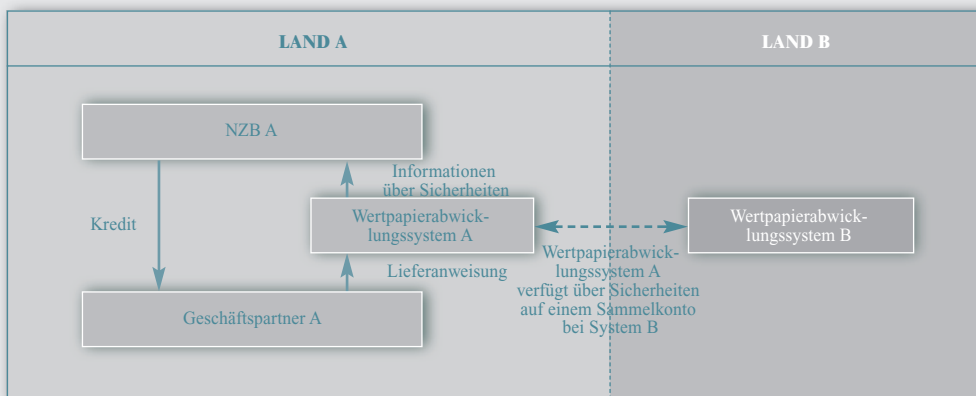 LAND A
LAND B
NZB A
Informationen
über Sicherheiten
Kredit
Wertpapierabwick-
lungssystem A
Wertpapierabwick-
lungssystem B
Lieferanweisung
Wertpapierabwick-
lungssystem A
verfügt über Sicherheiten
auf einem Sammelkonto
bei System B
Geschäftspartner A